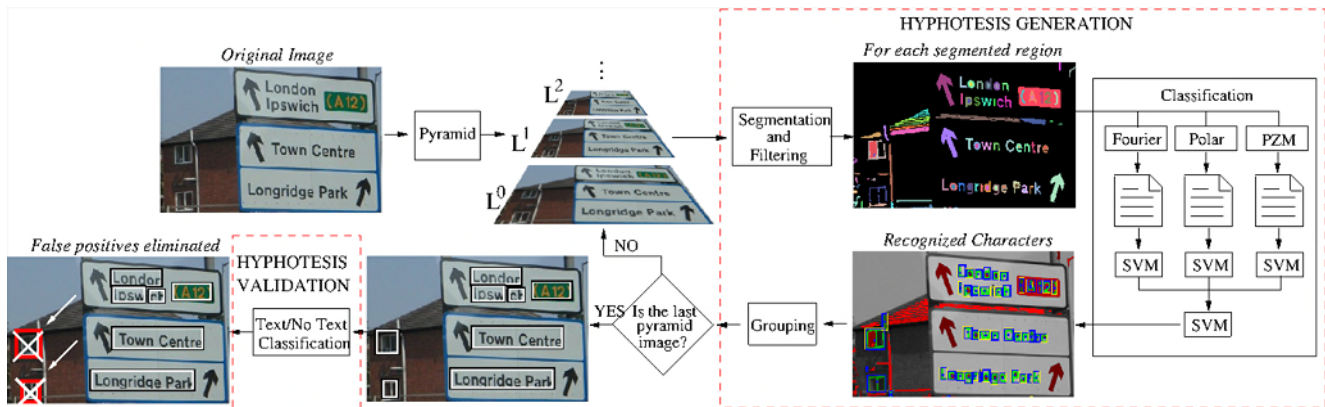 HYPHOTESIS GENERATION
Original Image
For each segmented region
London
Ipswich (A12)
Town Centre
Longridge Park
Pyramid
L2
L1
L0
Segmentation
and
Filtering
London
Ipswich (A12)
Town Centre
Longridge Park
Classification
Fourier Polar PZM
SVM SVM SVM
SVM
NO
False positives eliminated
HYPHOTESIS
VALIDATION
Recognized Characters
London
Ipswich A12
Town Centre
Longridge Park
Text/No Text
Classification
London
Ipswich A12
Town Centre
Longridge Park
YES
Is the last
pyramid
image?
Grouping